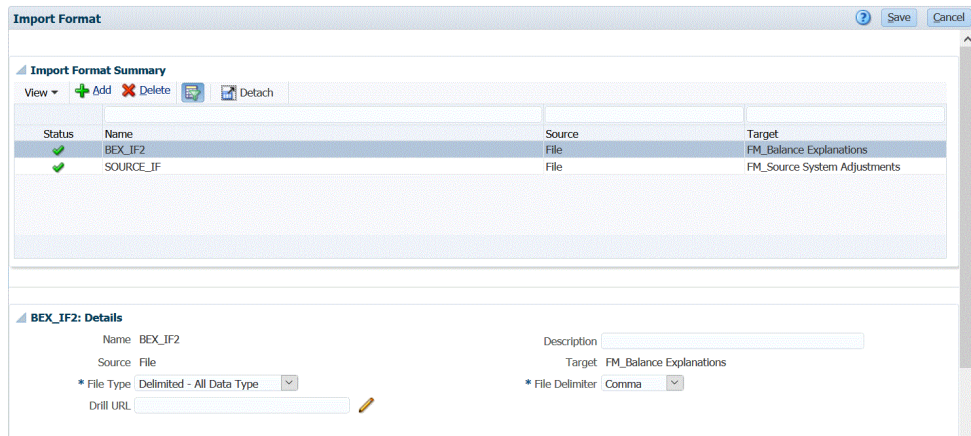 Import Format ? Save Cancel
Import Format Summary
View Add Delete Detach
Status Name Source Target
BEX_IF2 File FM_Balance Explanations
SOURCE_IF File FM_Source System Adjustments
BEX_IF2: Details
Name BEX_IF2 Description
Source File Target FM_Balance Explanations
* File Type Delimited - All Data Type * File Delimiter Comma
Drill URL